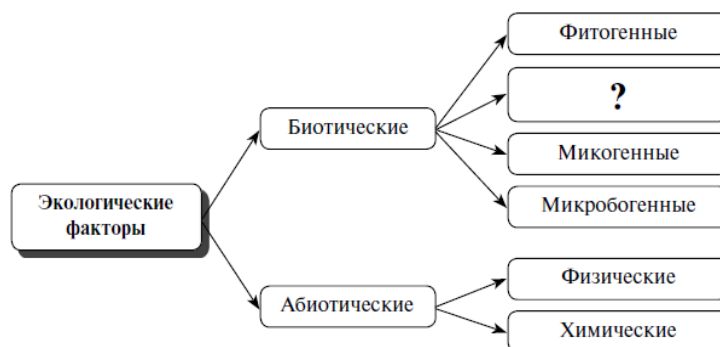 Фитогенные
?
Биотические
Микогенные
Микробогенные
Экологические
факторы
Физические
Абиотические
Химические